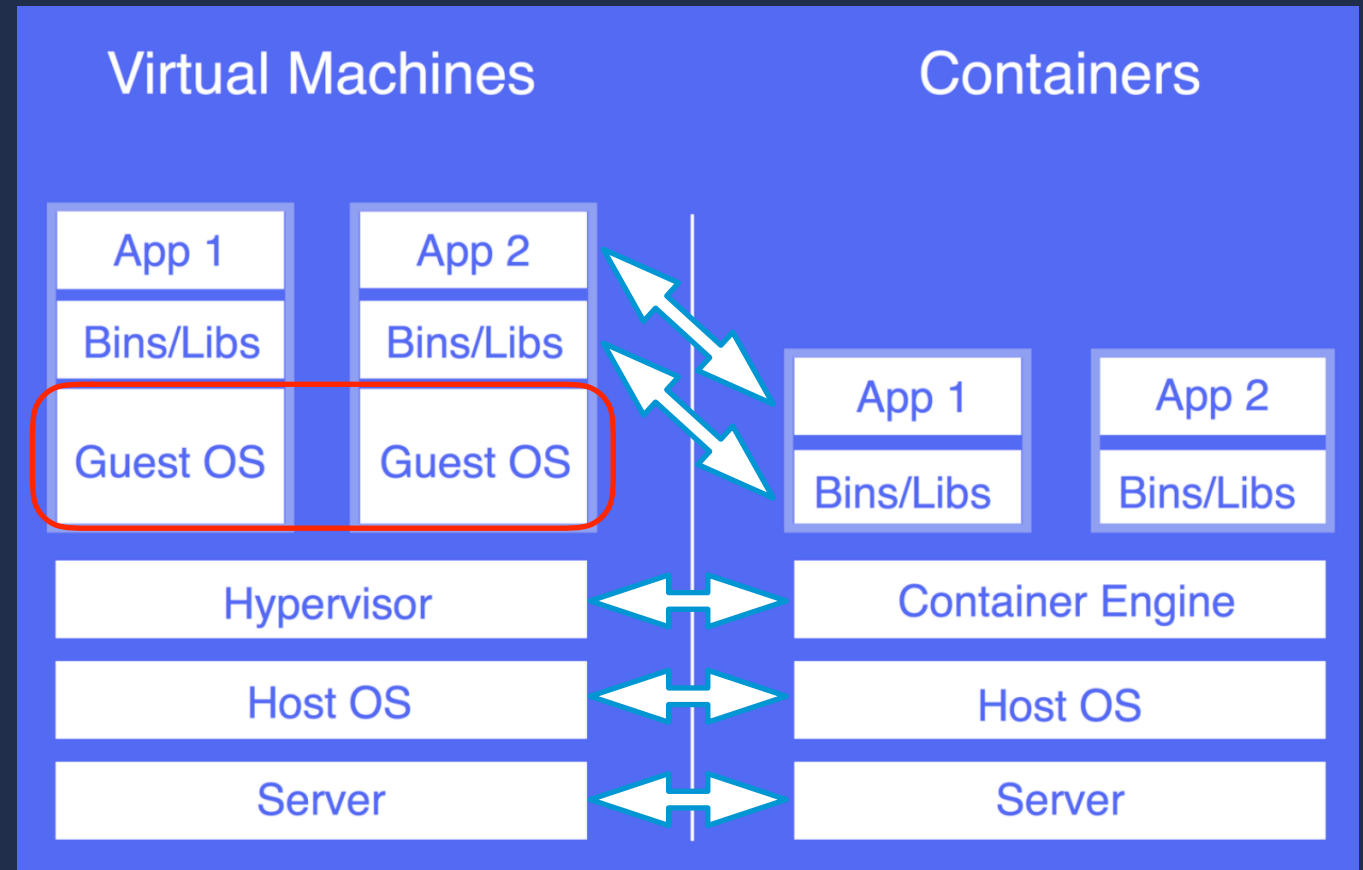 Virtual Machines
Containers
App 1
App 2
Bins/Libs
Bins/Libs
Guest OS
Guest OS
Hypervisor
Host OS
Server
App 1
App 2
Bins/Libs
Bins/Libs
Container Engine
Host OS
Server